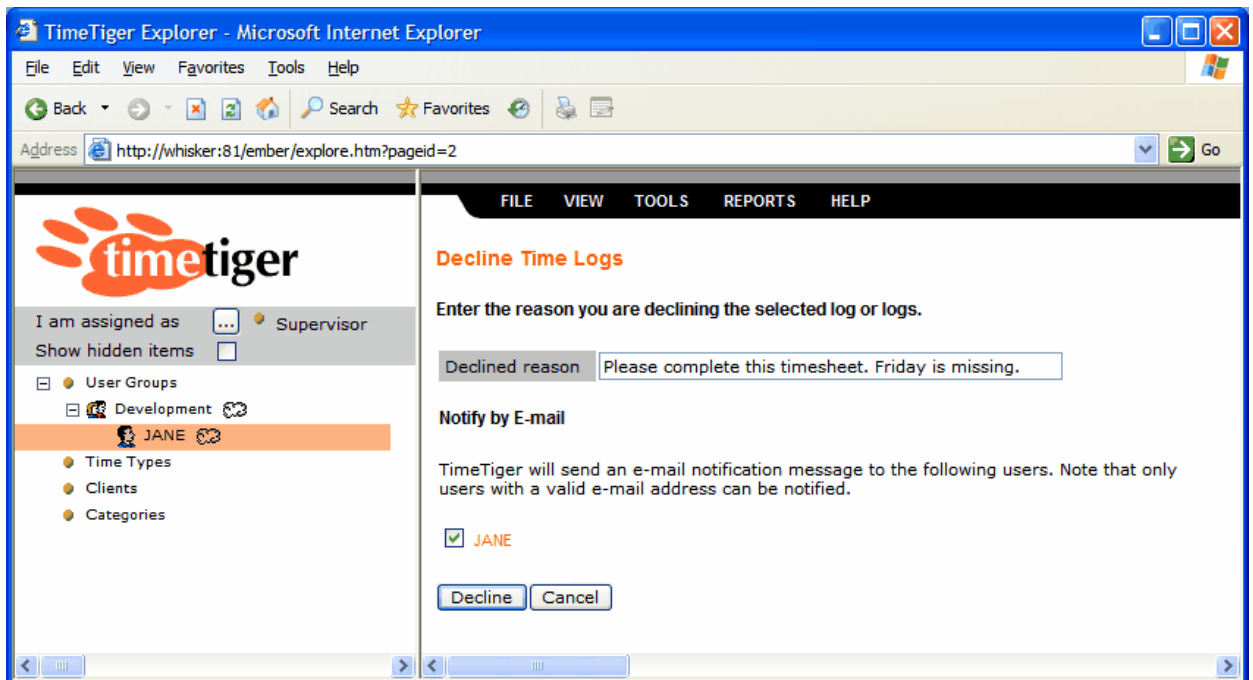 TimeTiger Explorer - Microsoft Internet Explorer
File Edit View Favorites Tools Help
Back Search Favorites
Address http://whisker:81/ember/explore.htm?pageid=2 Go
FILE VIEW TOOLS REPORTS HELP
timetiger
I am assigned as ... Supervisor
Show hidden items
User Groups
Development
JANE
Time Types
Clients
Categories
Decline Time Logs
Enter the reason you are declining the selected log or logs.
Declined reason Please complete this timesheet. Friday is missing.
Notify by E-mail
TimeTiger will send an e-mail notification message to the following users. Note that only
users with a valid e-mail address can be notified.
JANE
Decline Cancel